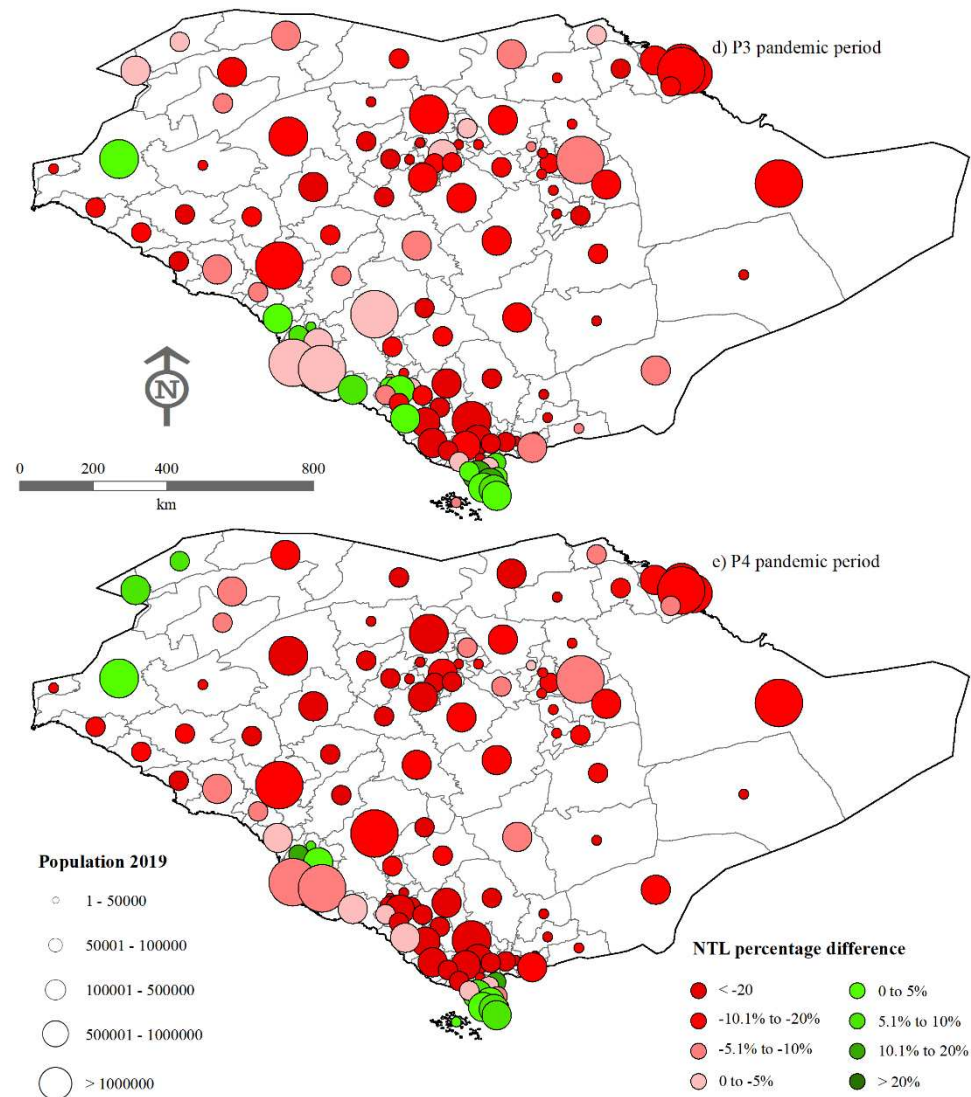 d) P3 pandemic period
N
0 200 400 800
km
e) P4 pandemic period
Population 2019
1 - 50000
50001 - 100000
100001 - 500000
500001 - 1000000
> 1000000
NTL percentage difference
< -20
-10.1% to -20%
-5.1% to -10%
0 to -5%
0 to 5%
5.1% to 10%
10.1% to 20%
> 20%